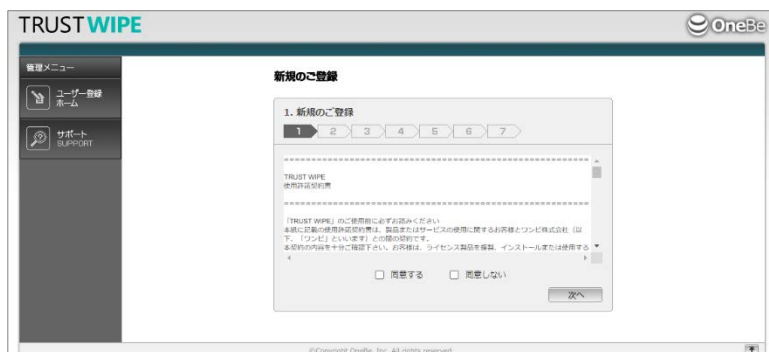 TRUST WIPE
OneBe
管理メニュー
ユーザー登録
ホーム
サポート
SUPPORT
新規のご登録
1. 新規のご登録
1 2 3 4 5 6 7
TRUST WIPE
使用許諾契約書
「TRUST WIPE」のご使用前に必ずお読みください
本紙に記載の使用許諾契約書は、製品またはサービスの使用に関するお客様とワンビ株式会社（以
下、「ワンビ」といいます）との間の契約です。
本契約の内容を十分ご確認下さい。お客様は、ライセンス製品を複製、インストールまたは使用する
同意する 同意しない
次へ
©Copyright OneBe, Inc. All rights reserved.